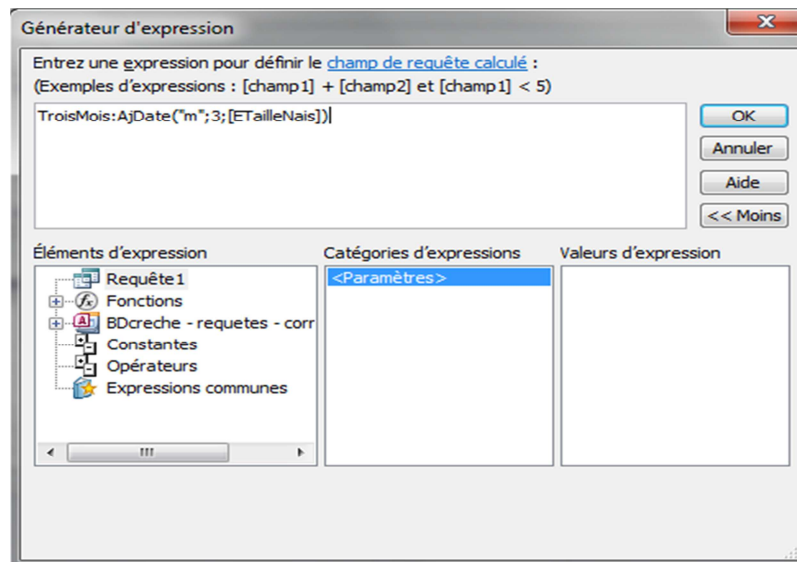 Générateur d'expression
Entrez une expression pour définir le champ de requête calculé :
(Exemples d'expressions : [champ1] + [champ2] et [champ1] < 5)
TroisMois:AjDate("m";3;[ETailleNais])
OK
Annuler
Aide
<< Moins
Éléments d'expression
Catégories d'expressions
Valeurs d'expression
Requête1
Fonctions
BDcreche - requetes - corr
Constantes
Opérateurs
Expressions communes
<Paramètres>